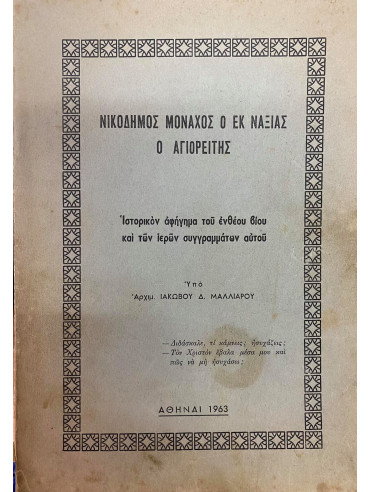 ΝΙΚΟΔΗΜΟΣ ΜΟΝΑΧΟΣ Ο ΕΚ ΝΑΞΙΑΣ
Ο ΑΓΙΟΡΕΙΤΗΣ
Ἱστορικὸν ἀφήγημα τοῦ ἐνθέου βίου
καὶ τῶν ἱερῶν συγγραμμάτων αὐτοῦ
Ὑπὸ
Ἀρχιμ. ΙΑΚΩΒΟΥ Δ. ΜΑΛΛΙΑΡΟΥ
—Διδάσκαλε, τί κάμνεις; ἡσυχάζεις;
—Τὸν Χριστὸν ἔβαλα μέσα μου καὶ
πῶς νὰ μὴ ἡσυχάσω;
ΑΘΗΝΑΙ 1963